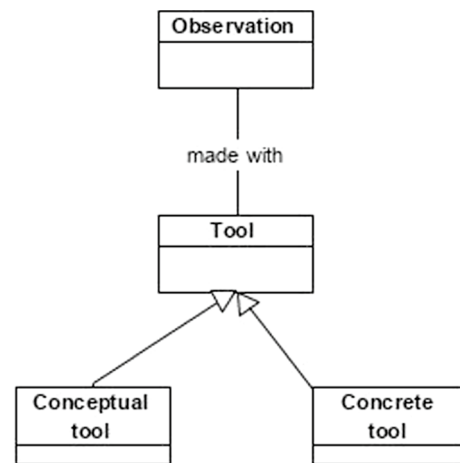 Observation
made with
Tool
Conceptual
tool
Concrete
tool